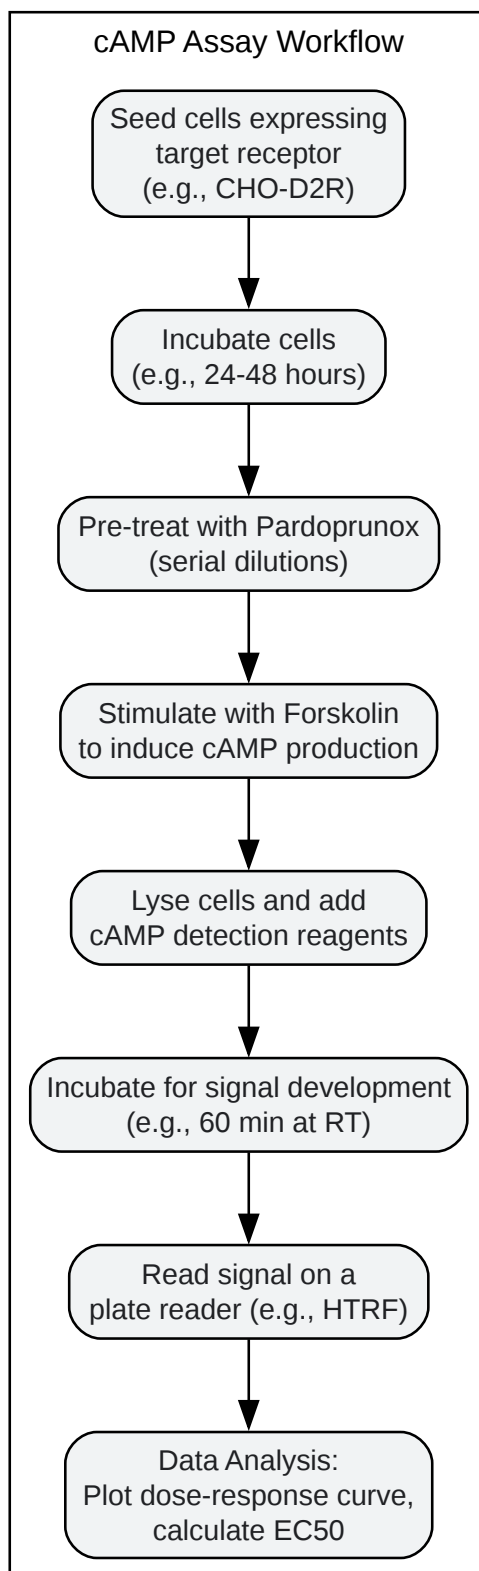 cAMP Assay Workflow
Seed cells expressing
target receptor
(e.g., CHO-D2R)
Incubate cells
(e.g., 24-48 hours)
Pre-treat with Pardoprunox
(serial dilutions)
Stimulate with Forskolin
to induce cAMP production
Lyse cells and add
cAMP detection reagents
Incubate for signal development
(e.g., 60 min at RT)
Read signal on a
plate reader (e.g., HTRF)
Data Analysis:
Plot dose-response curve,
calculate EC50